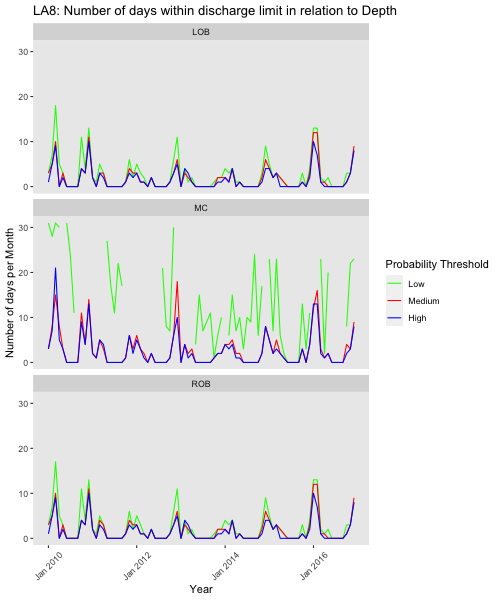 LA8: Number of days within discharge limit in relation to Depth
LOB
30
20
10
0
MC
30
20
10
0
ROB
30
20
10
0
Number of days per Month
Jan 2010
Jan 2012
Jan 2014
Jan 2016
Year
Probability Threshold
Low
Medium
High